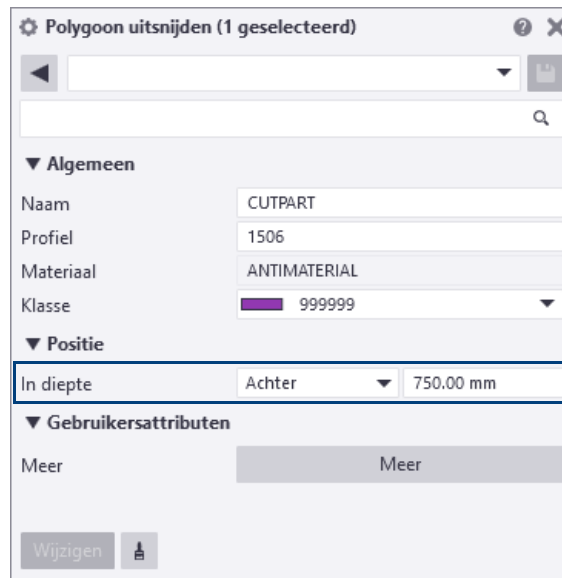 Polygoon uitsnijden (1 geselecteerd)
Algemeen
Naam CUTPART
Profiel 1506
Materiaal ANTIMATERIAL
Klasse 999999
Positie
In diepte Achter 750.00 mm
Gebruikersattributen
Meer Meer
Wijzigen